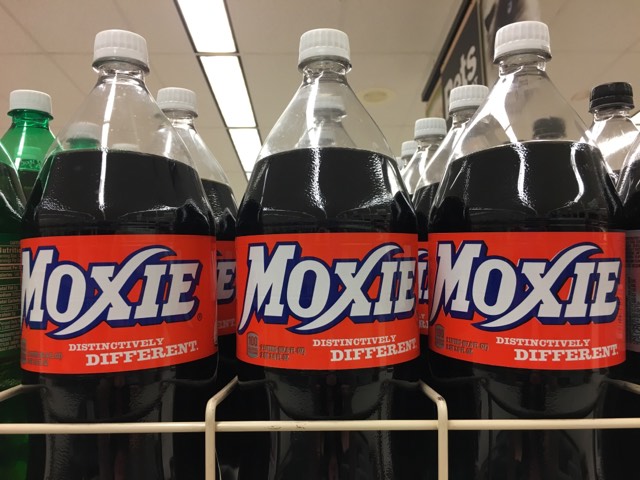 MOXIE
DISTINCTIVELY
DIFFERENT.
MOXIE
DISTINCTIVELY
DIFFERENT.
MOXIE
DISTINCTIVELY
DIFFERENT.